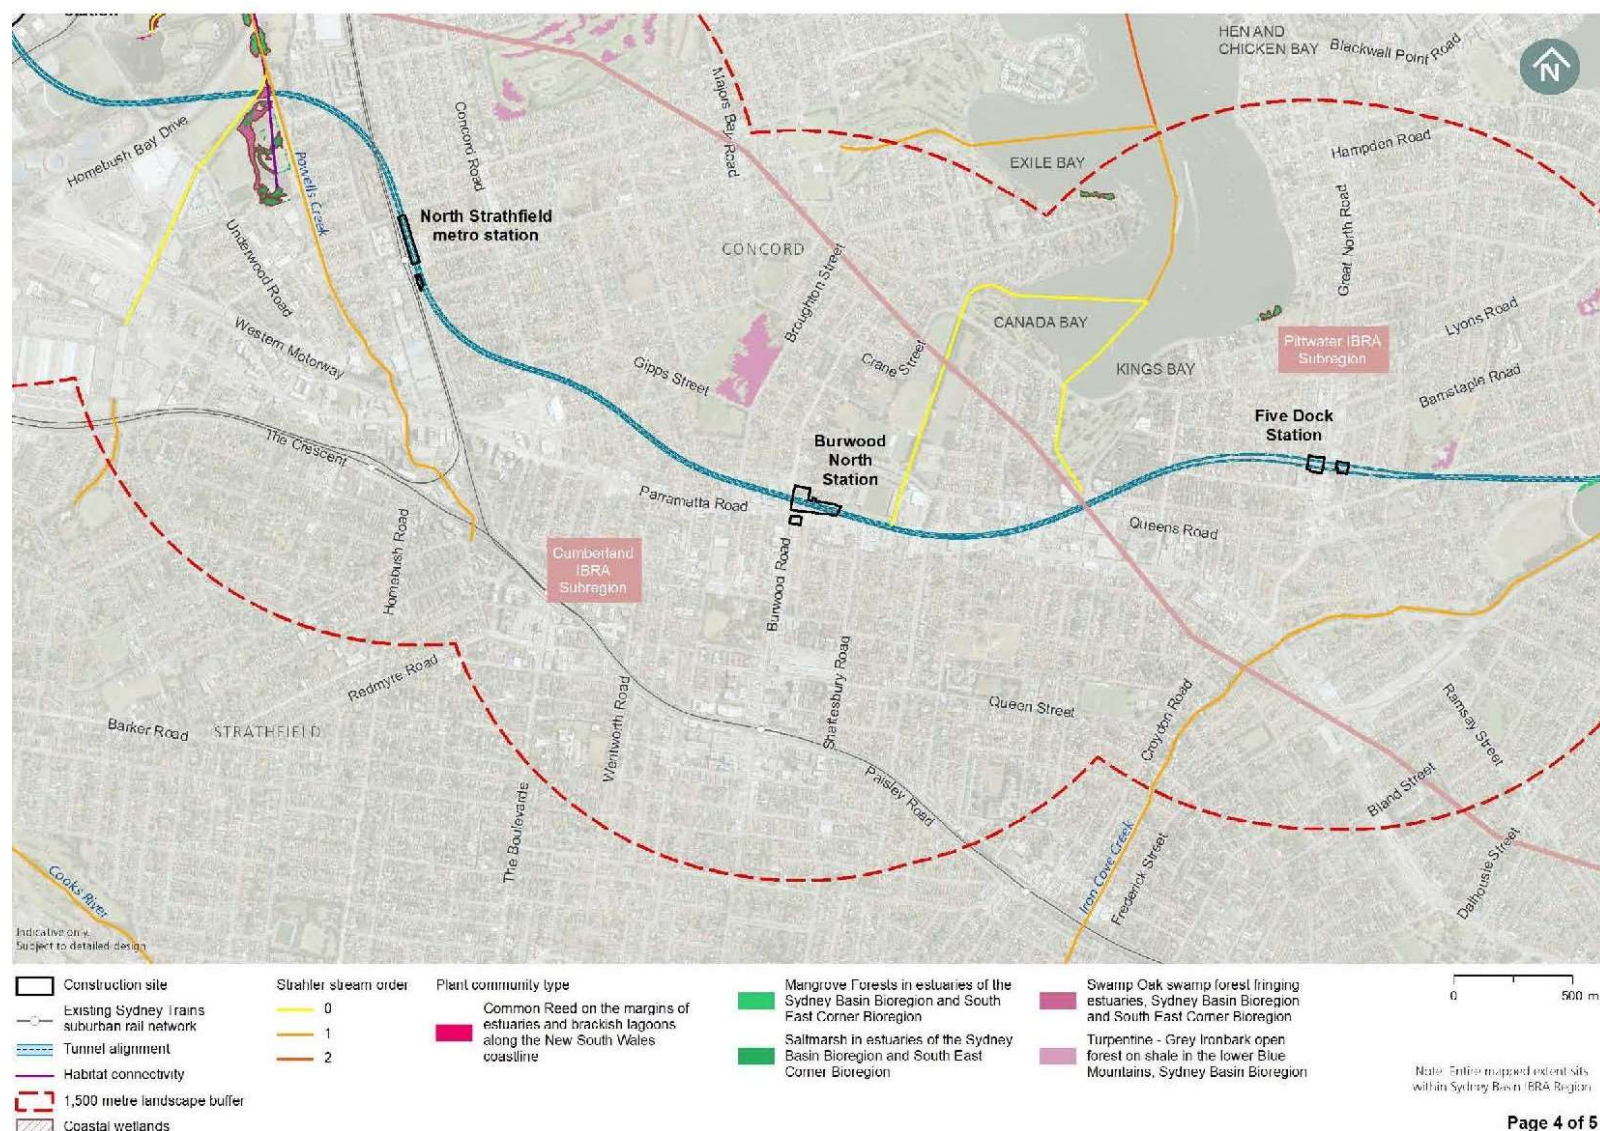 HEN AND
CHICKEN BAY
Blackwall Point Road
N
Majors Bay Road
Concord Road
Homebush Bay Drive
Powells Creek
Hampden Road
EXILE BAY
North Strathfield
metro station
Underwood Road
CONCORD
Great North Road
Broughton Street
Lyons Road
Western Motorway
CANADA BAY
Pittwater IBRA
Subregion
Crane Street
Gipps Street
KINGS BAY
Barnstaple Road
Five Dock
Station
The Crescent
Burwood
North
Station
Parramatta Road
Queens Road
Homebush Road
Cumberland
IBRA
Subregion
Burwood Road
Redmyre Road
Shaftesbury Road
Queen Street
Croydon Road
Ramsay Street
Barker Road
STRATHFIELD
Wentworth Road
Paisley Road
Bland Street
The Boulevarde
Iron Cove Creek
Frederick Street
Dalhousie Street
Cooks River
Indicative only.
Subject to detailed design
Construction site
Existing Sydney Trains
suburban rail network
Tunnel alignment
Habitat connectivity
1,500 metre landscape buffer
Coastal wetlands
Strahler stream order
0
1
2
Plant community type
Common Reed on the margins of
estuaries and brackish lagoons
along the New South Wales
coastline
Mangrove Forests in estuaries of the
Sydney Basin Bioregion and South
East Corner Bioregion
Saltmarsh in estuaries of the Sydney
Basin Bioregion and South East
Corner Bioregion
Swamp Oak swamp forest fringing
estuaries, Sydney Basin Bioregion
and South East Corner Bioregion
Turpentine - Grey Ironbark open
forest on shale in the lower Blue
Mountains, Sydney Basin Bioregion
0 500 m
Note: Entire mapped extent sits
within Sydney Basin IBRA Region
Page 4 of 5